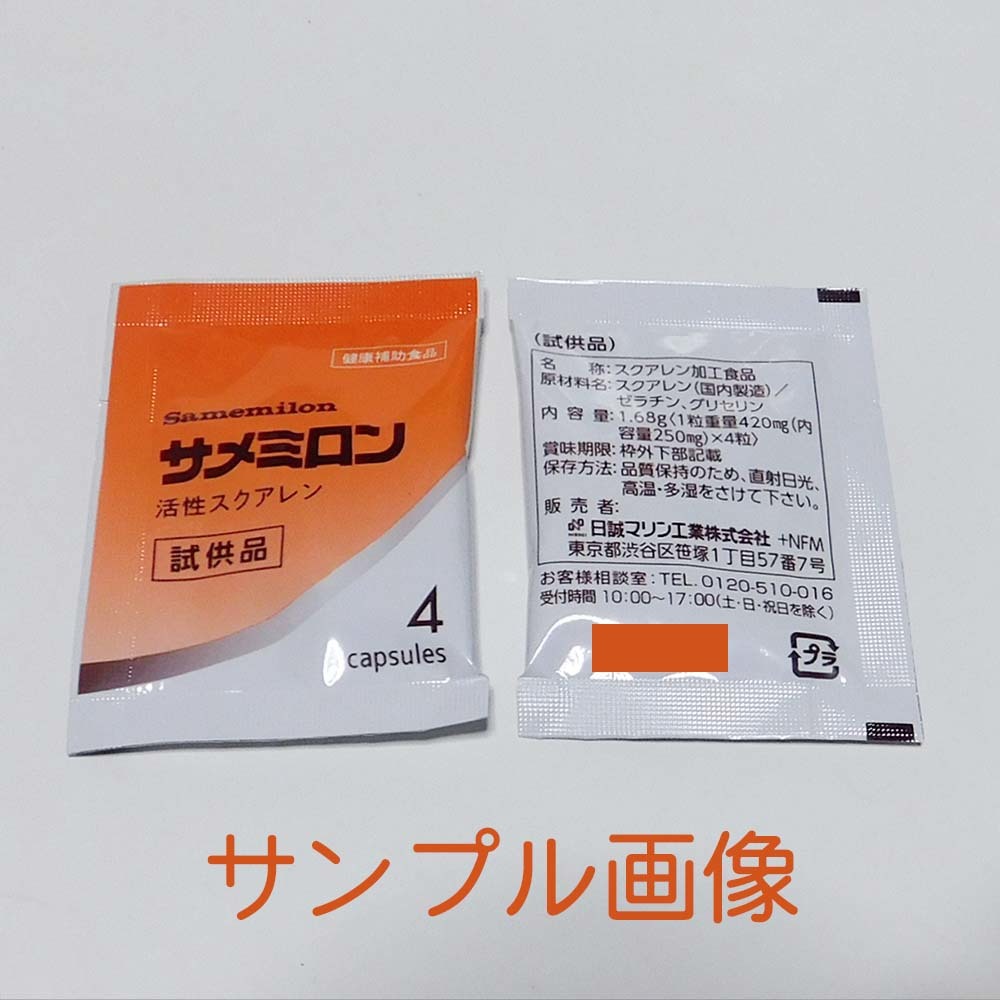 健康補助食品
Samemilon
サメミロン
活性スクアレン
試供品
4
capsules
(試供品)
名　　称:スクアレン加工食品
原材料名:スクアレン(国内製造)/
ゼラチン、グリセリン
内 容 量:1.68g〈1粒重量420mg(内
容量250mg)×4粒〉
賞味期限:枠外下部記載
保存方法:品質保持のため、直射日光、
高温・多湿をさけて下さい。
販 売 者:
日誠マリン工業株式会社 +NFM
東京都渋谷区笹塚1丁目57番7号
お客様相談室:TEL. 0120-510-016
受付時間 10:00〜17:00(土・日・祝日を除く)
プラ
サンプル画像